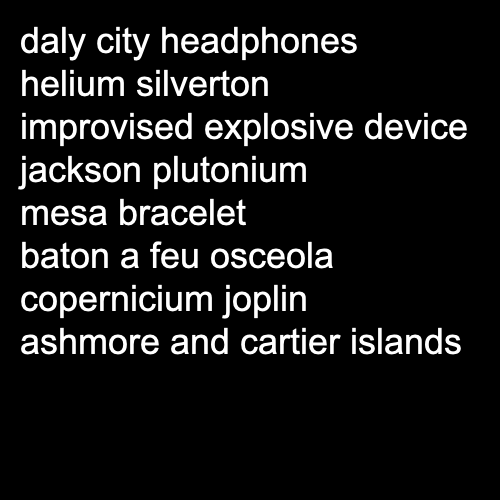 daly city headphones
helium silverton
improvised explosive device
jackson plutonium
mesa bracelet
baton a feu osceola
copernicium joplin
ashmore and cartier islands